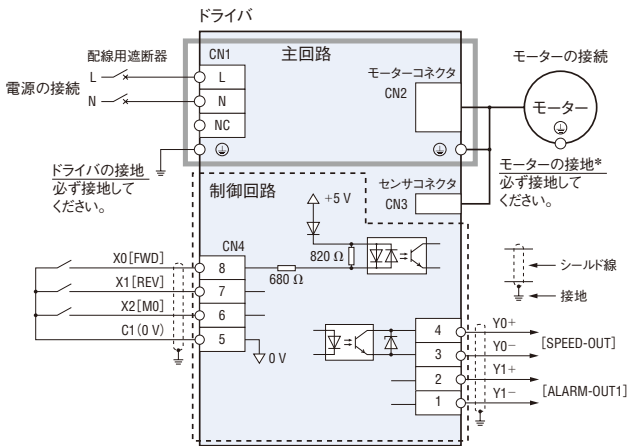 ドライバ
配線用遮断器
CN1
主回路
モーターの接続
電源の接続
L
L
モーターコネクタ
CN2
N
N
モーター
NC
ドライバの接地
必ず接地して
ください。
モーターの接地*
必ず接地して
ください。
制御回路
センサコネクタ
CN3
+5 V
CN4
820 Ω
シールド線
X0[FWD]
8
680 Ω
接地
X1[REV]
7
X2[M0]
6
C1(0 V)
5
0 V
4
Y0+
3
Y0−
[SPEED-OUT]
2
Y1+
1
Y1−
[ALARM-OUT1]